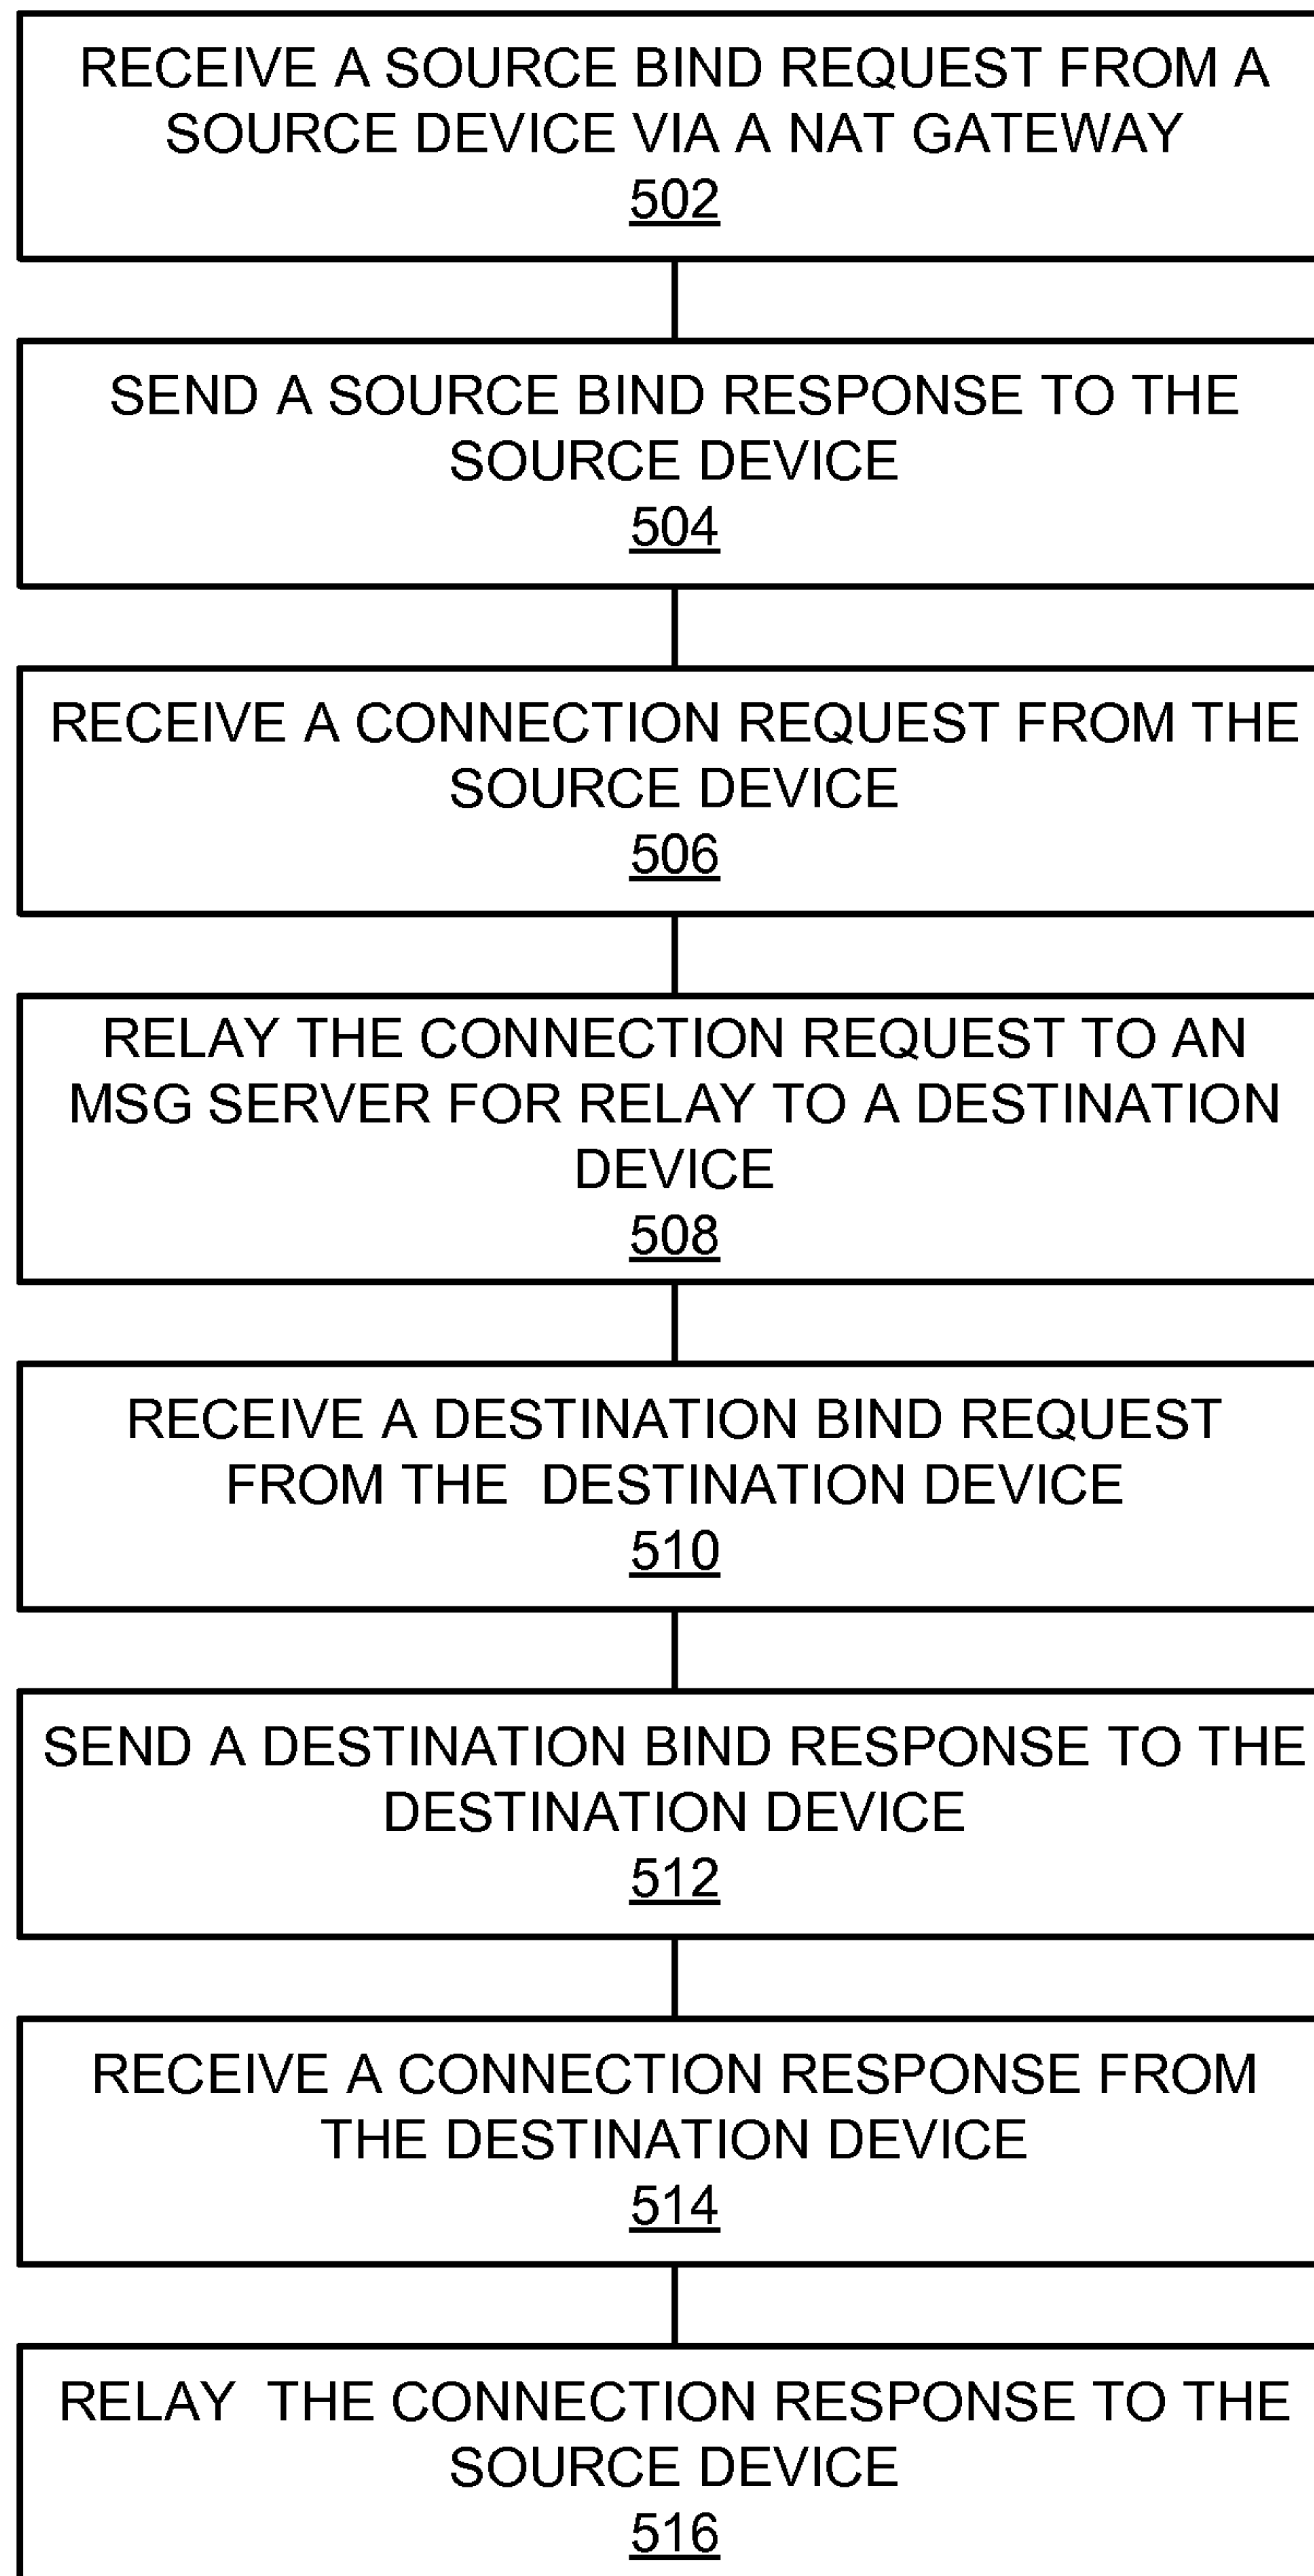 RECEIVE A SOURCE BIND REQUEST FROM A
SOURCE DEVICE VIA A NAT GATEWAY
502
SEND A SOURCE BIND RESPONSE TO THE
SOURCE DEVICE
504
RECEIVE A CONNECTION REQUEST FROM THE
SOURCE DEVICE
506
RELAY THE CONNECTION REQUEST TO AN
MSG SERVER FOR RELAY TO A DESTINATION
DEVICE
508
RECEIVE A DESTINATION BIND REQUEST
FROM THE DESTINATION DEVICE
510
SEND A DESTINATION BIND RESPONSE TO THE
DESTINATION DEVICE
512
RECEIVE A CONNECTION RESPONSE FROM
THE DESTINATION DEVICE
514
RELAY THE CONNECTION RESPONSE TO THE
SOURCE DEVICE
516